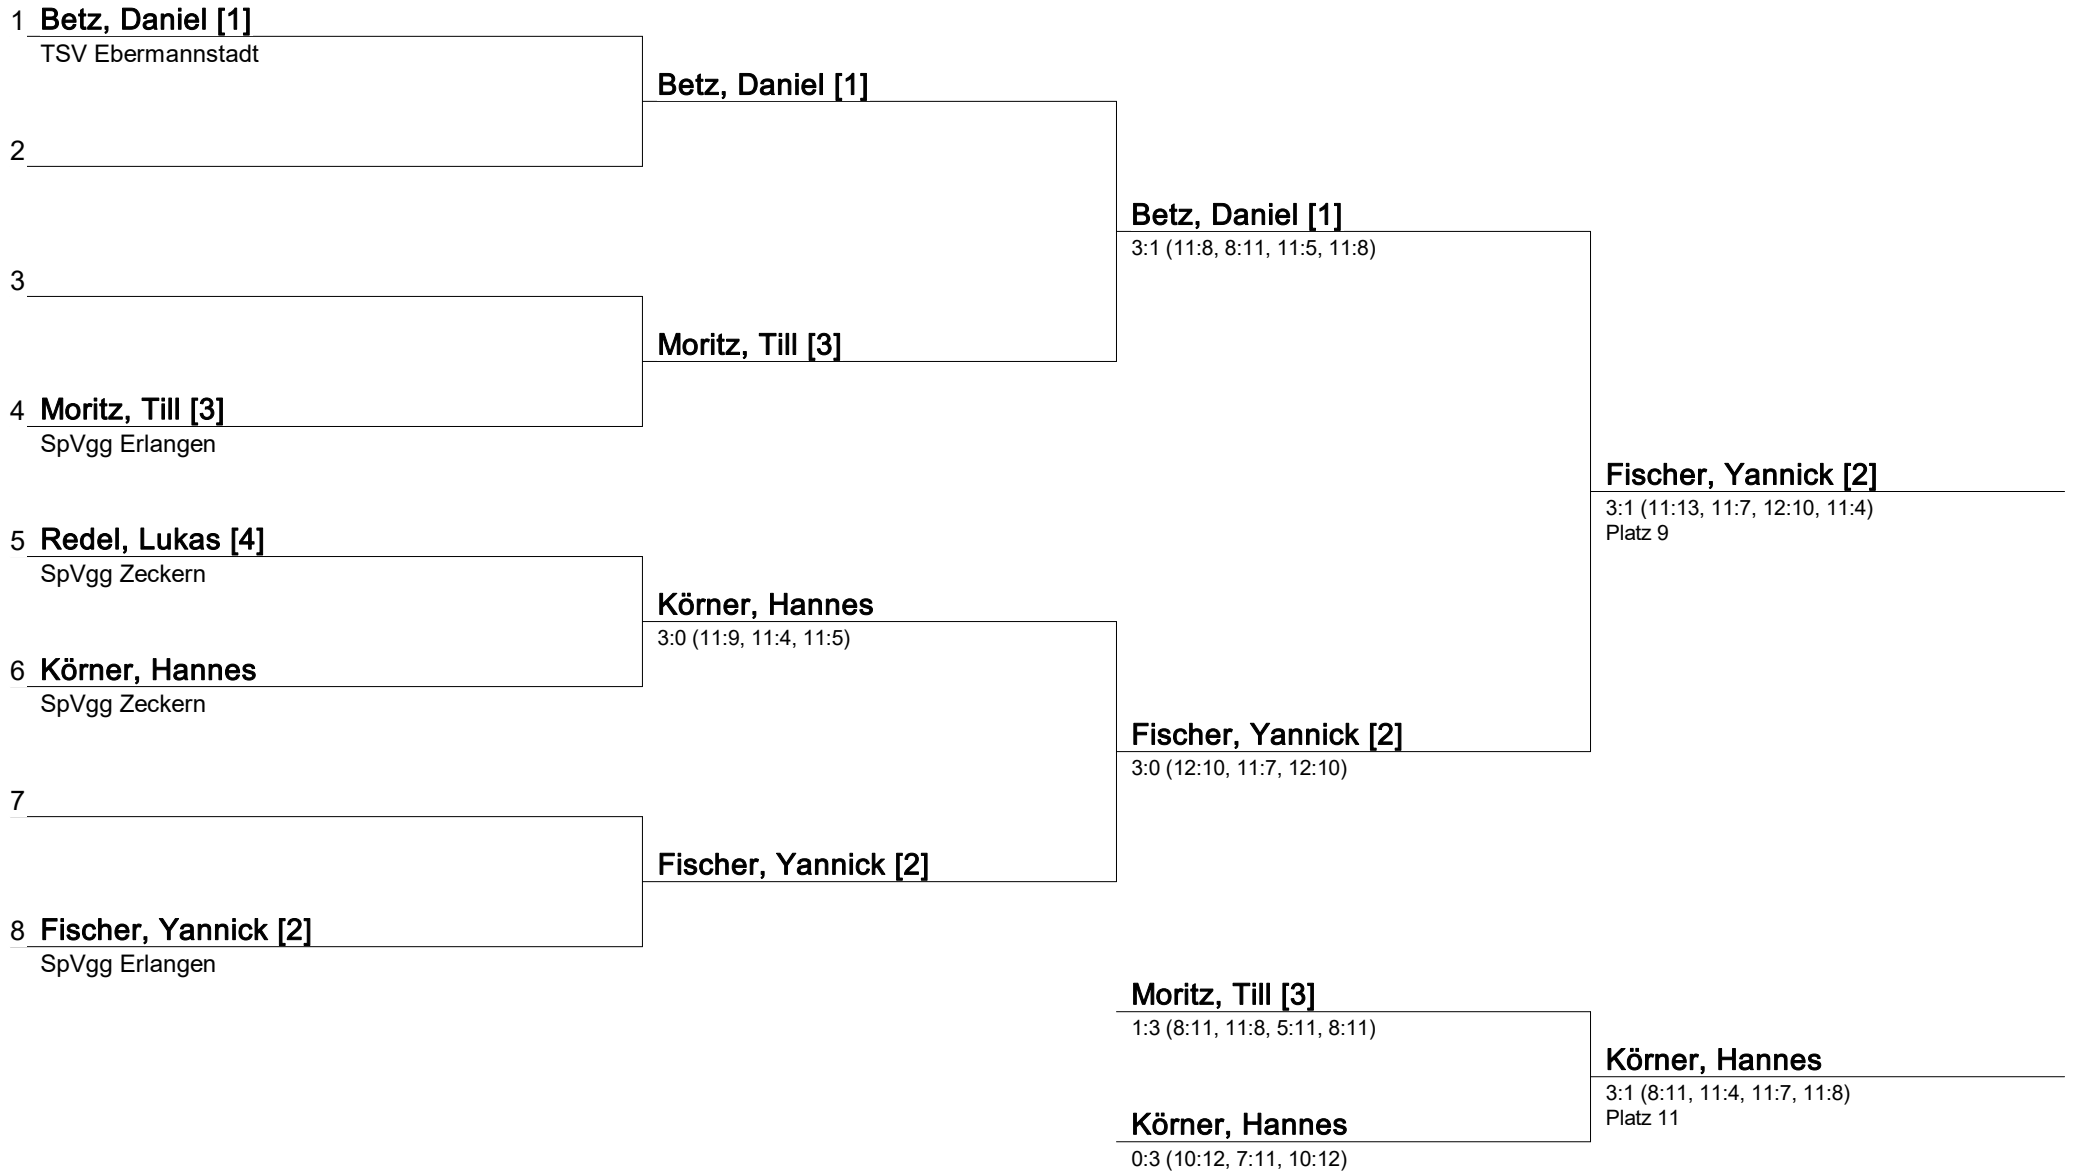 1 Betz, Daniel [1]
TSV Ebermannstadt
Betz, Daniel [1]
2
Betz, Daniel [1]
3:1 (11:8, 8:11, 11:5, 11:8)
3
Moritz, Till [3]
4 Moritz, Till [3]
SpVgg Erlangen
Fischer, Yannick [2]
3:1 (11:13, 11:7, 12:10, 11:4)
Platz 9
5 Redel, Lukas [4]
SpVgg Zeckern
Körner, Hannes
3:0 (11:9, 11:4, 11:5)
6 Körner, Hannes
SpVgg Zeckern
Fischer, Yannick [2]
3:0 (12:10, 11:7, 12:10)
7
Fischer, Yannick [2]
8 Fischer, Yannick [2]
SpVgg Erlangen
Moritz, Till [3]
1:3 (8:11, 11:8, 5:11, 8:11)
Körner, Hannes
3:1 (8:11, 11:4, 11:7, 11:8)
Platz 11
Körner, Hannes
0:3 (10:12, 7:11, 10:12)